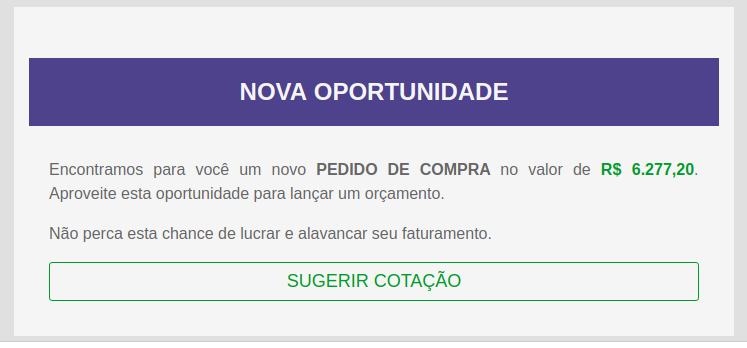 NOVA OPORTUNIDADE
Encontramos para você um novo PEDIDO DE COMPRA no valor de R$ 6.277,20.
Aproveite esta oportunidade para lançar um orçamento.
Não perca esta chance de lucrar e alavancar seu faturamento.
SUGERIR COTAÇÃO